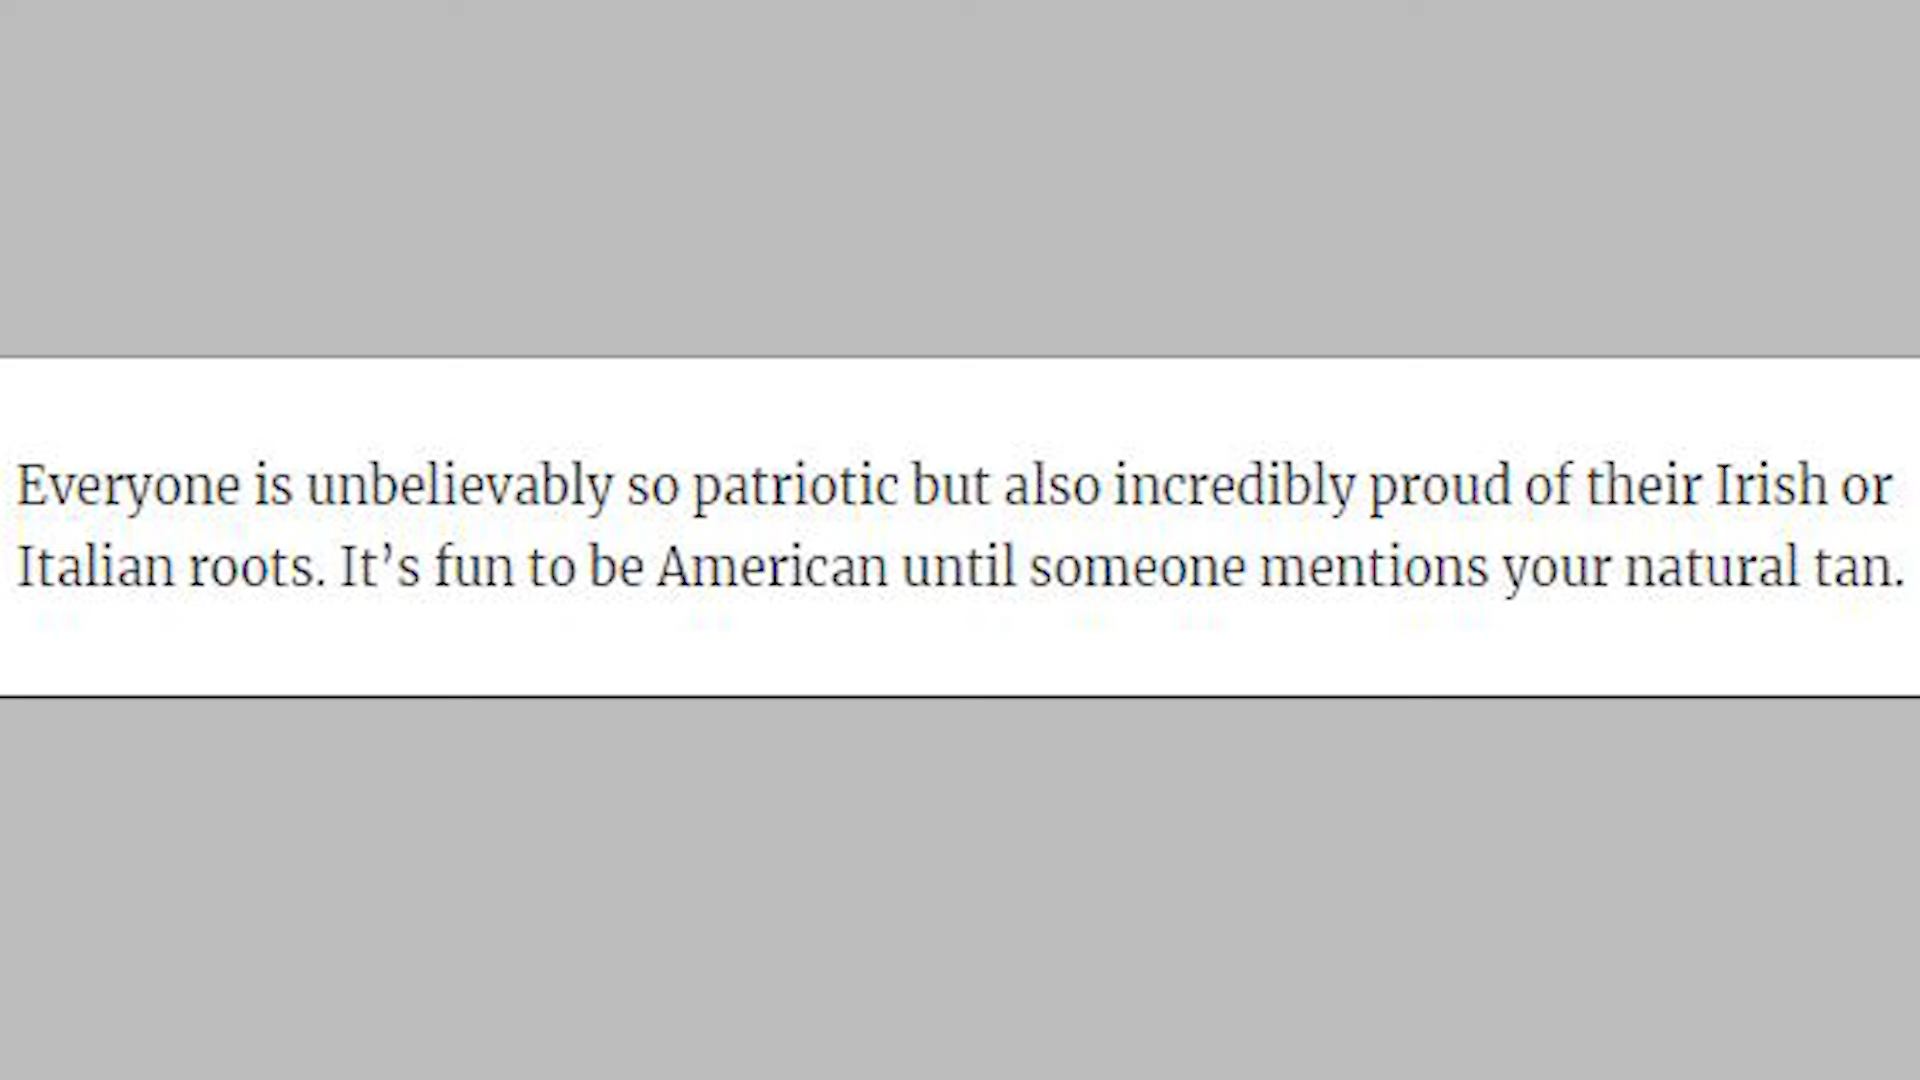 Everyone is unbelievably so patriotic but also incredibly proud of their Irish or
Italian roots. It’s fun to be American until someone mentions your natural tan.